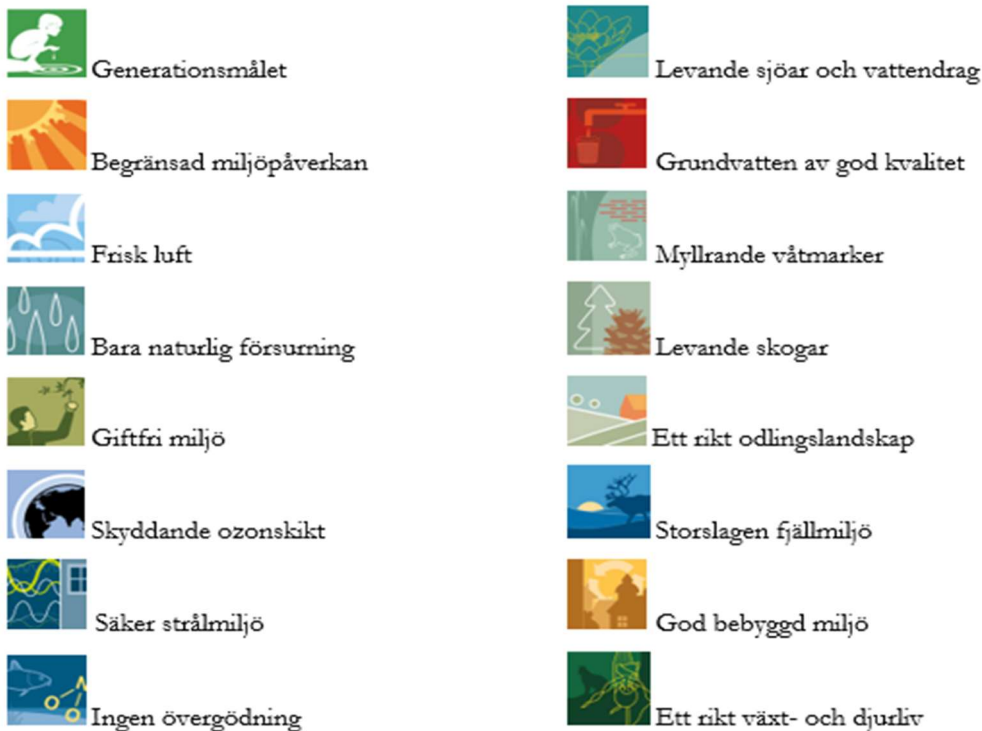 Generationsmålet
Begränsad miljöpåverkan
Frisk luft
Bara naturlig försurning
Giftfri miljö
Skyddande ozonskikt
Säker strålmiljö
Ingen övergödning
Levande sjöar och vattendrag
Grundvatten av god kvalitet
Myllrande våtmarker
Levande skogar
Ett rikt odlingslandskap
Storslagen fjällmiljö
God bebyggd miljö
Ett rikt växt- och djurliv